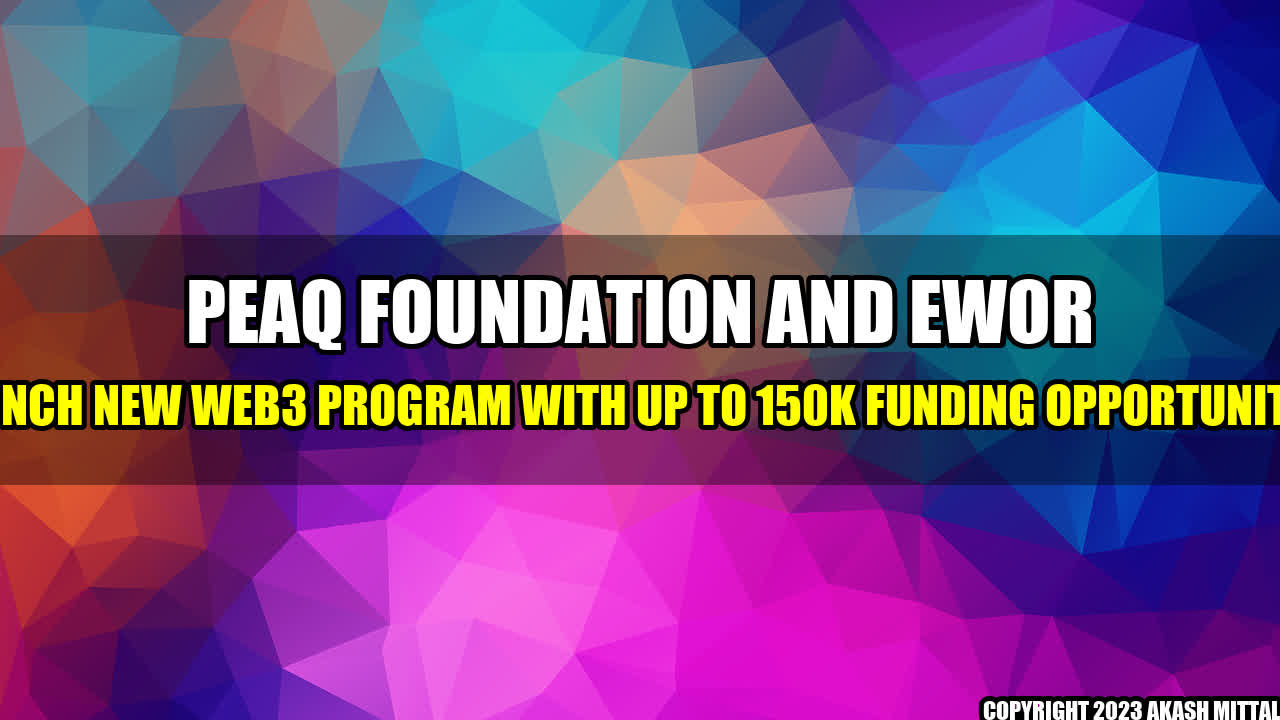 PEAQ FOUNDATION AND EWOR
NCH NEW WEB3 PROGRAM WITH UP TO 150K FUNDING OPPORTUNIT
COPYRIGHT 2023 AKASH MITTAL